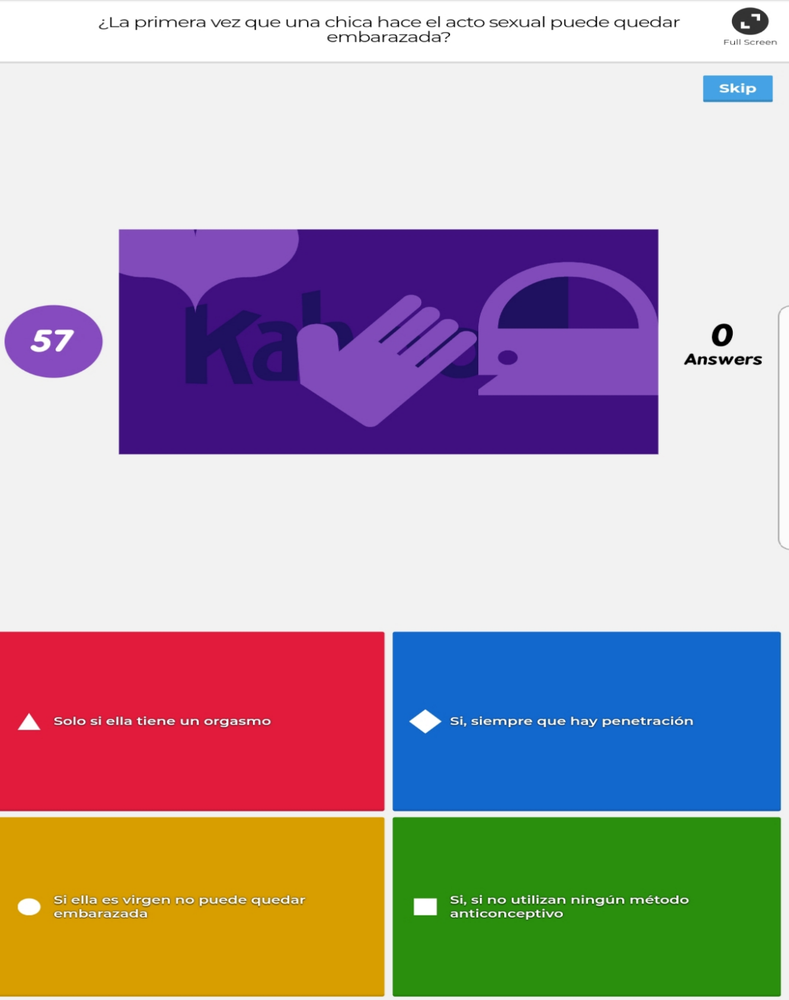 ¿La primera vez que una chica hace el acto sexual puede quedar
embarazada?
Full Screen
Skip
57
0
Answers
Solo si ella tiene un orgasmo
Si, siempre que hay penetración
Si ella es virgen no puede quedar
embarazada
Si, si no utilizan ningún método
anticonceptivo